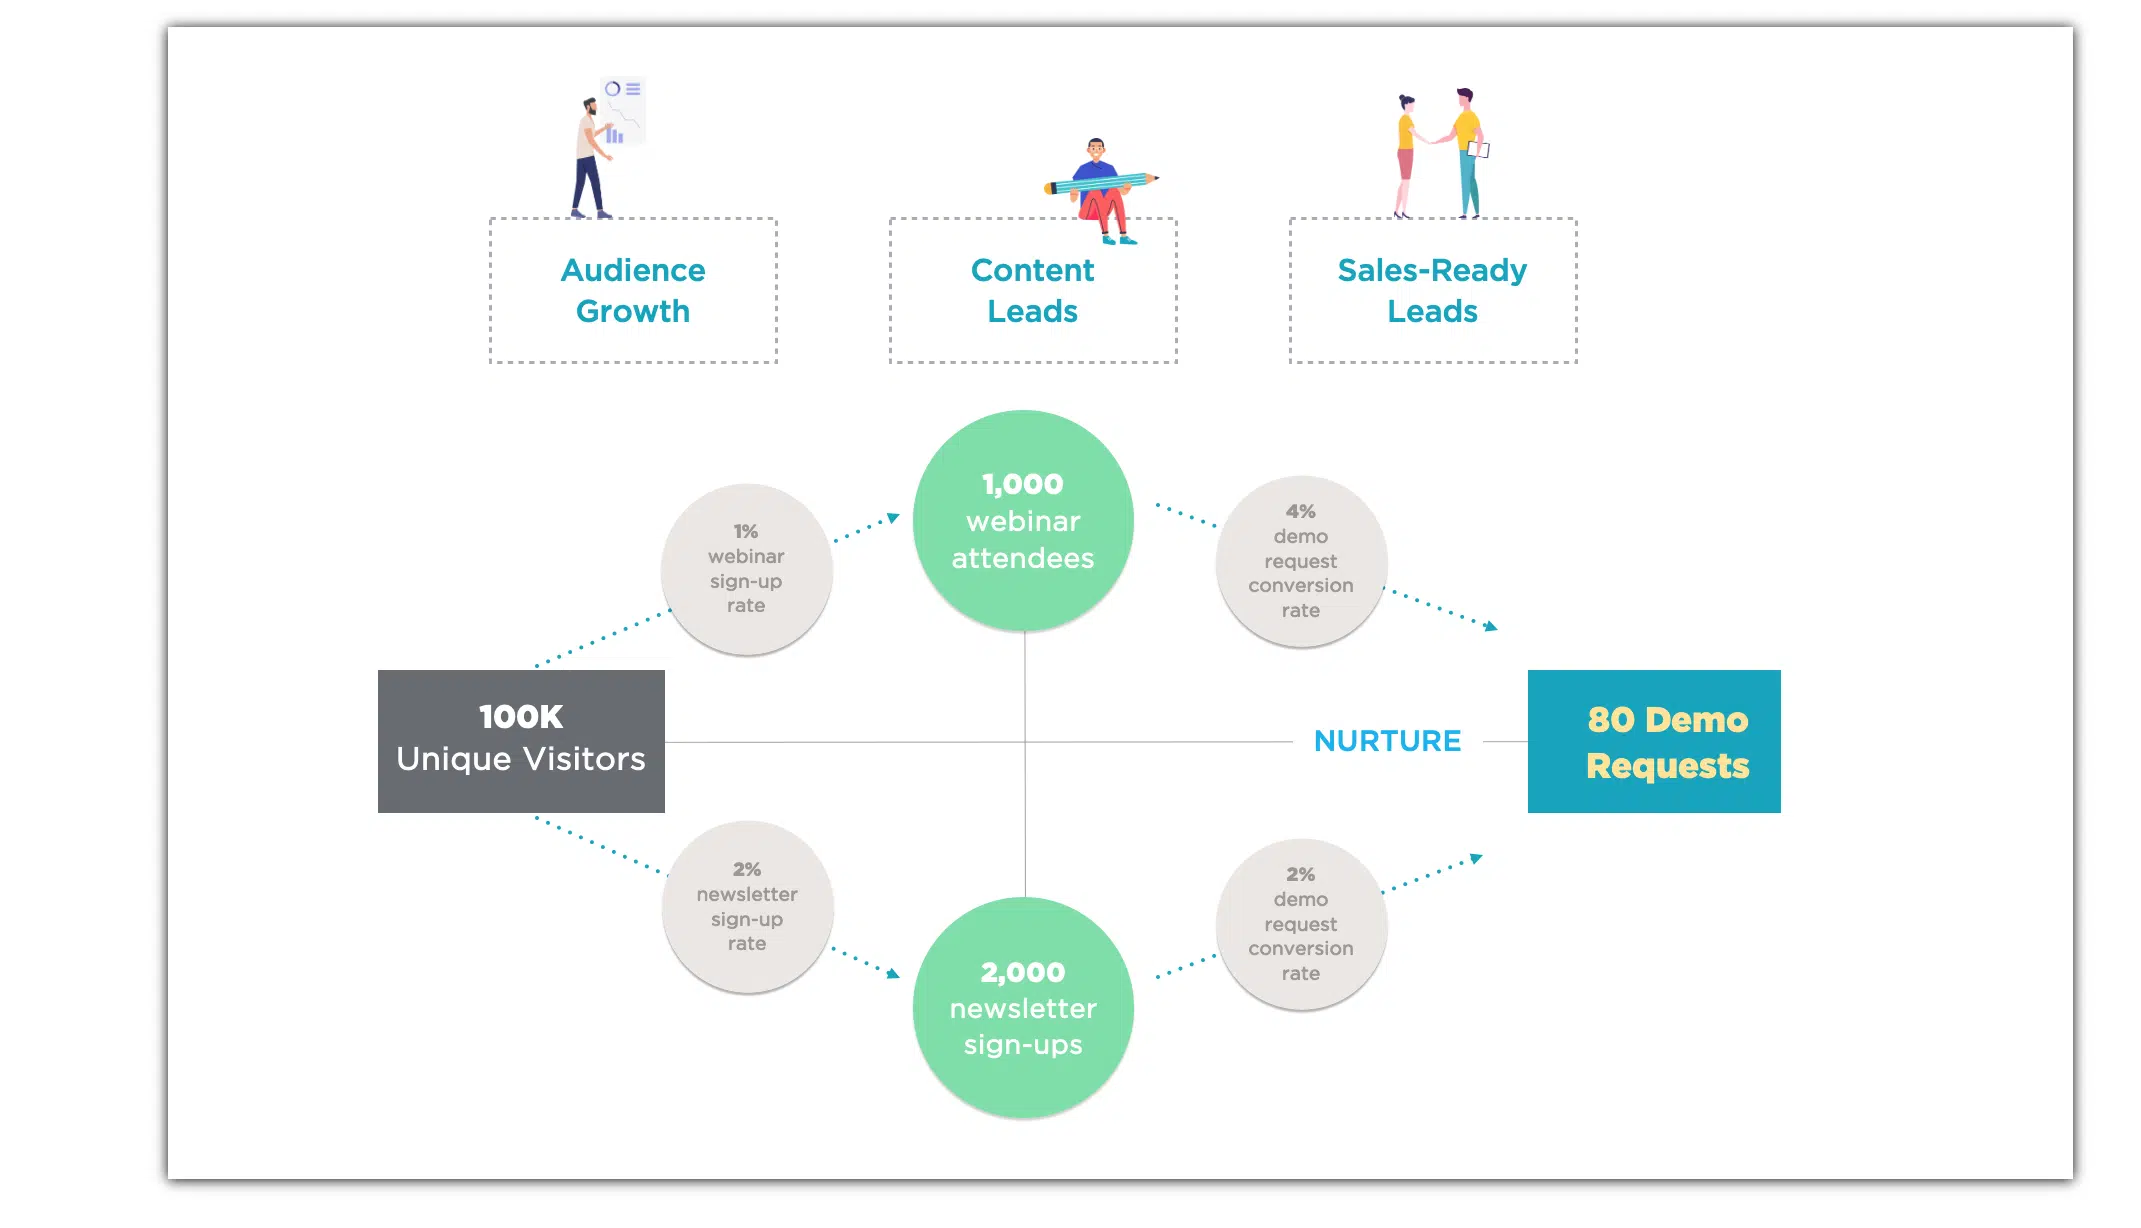 Audience
Growth
Content
Leads
Sales-Ready
Leads
1,000
webinar
attendees
1%
webinar
sign-up
rate
4%
demo
request
conversion
rate
100K
Unique Visitors
NURTURE
80 Demo
Requests
2%
newsletter
sign-up
rate
2%
demo
request
conversion
rate
2,000
newsletter
sign-ups